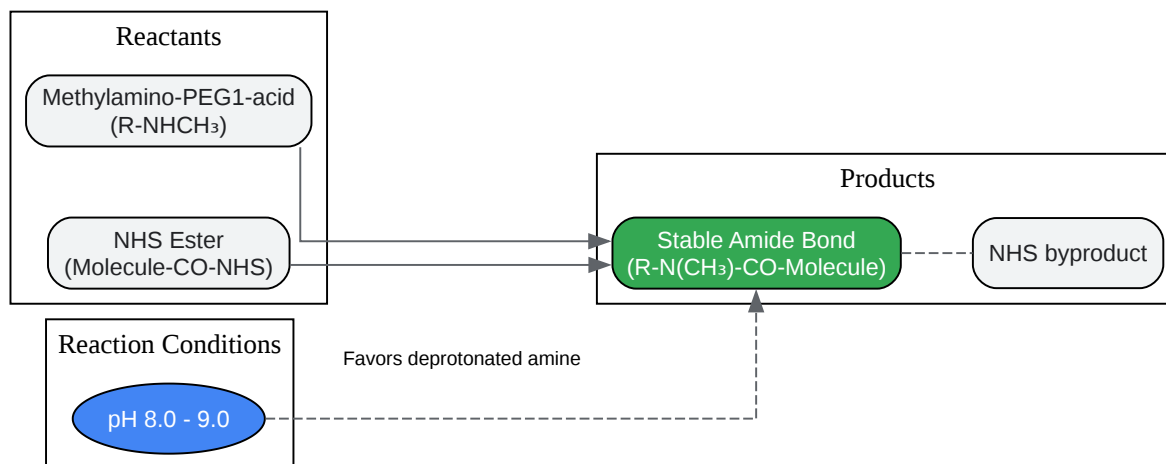 Reactants
Methylamino-PEG1-acid
(R-NHCH₃)
NHS Ester
(Molecule-CO-NHS)
Products
Stable Amide Bond
(R-N(CH₃)-CO-Molecule)
NHS byproduct
Reaction Conditions
Favors deprotonated amine
pH 8.0 - 9.0